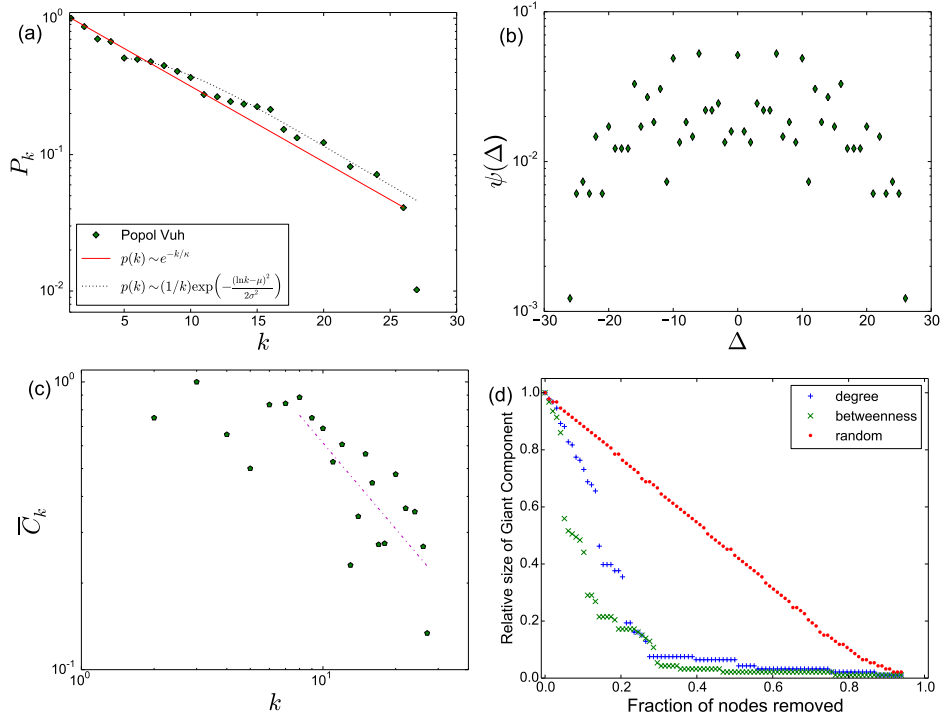 (a)
10^0
10^{-1}
10^{-2}
P_k
5 10 15 20 25 30
k
Popol Vuh
p(k) ∼ e^{-k/κ}
p(k) ∼ (1/k)exp(−(lnk−μ)^2/2σ^2)
(b)
10^{-1}
10^{-2}
10^{-3}
ψ(Δ)
−30 −20 −10 0 10 20 30
Δ
(c)
10^0
10^{-1}
C̅_k
10^1
k
(d)
1.0
0.8
0.6
0.4
0.2
0.0
Relative size of Giant Component
0.0 0.2 0.4 0.6 0.8 1.0
Fraction of nodes removed
degree
betweenness
random